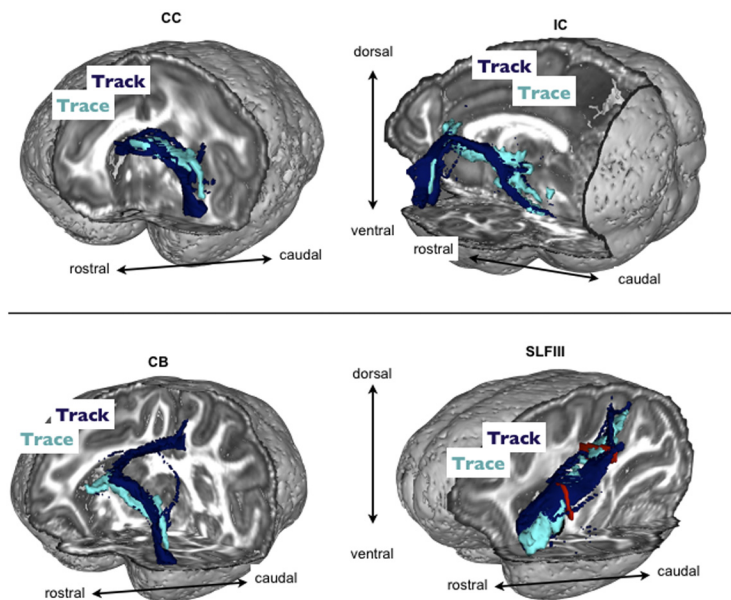 CC
Track
Trace
rostral
caudal
dorsal
ventral
IC
Track
Trace
rostral
caudal
CB
Track
Trace
rostral
caudal
dorsal
ventral
SLFIII
Track
Trace
rostral
caudal